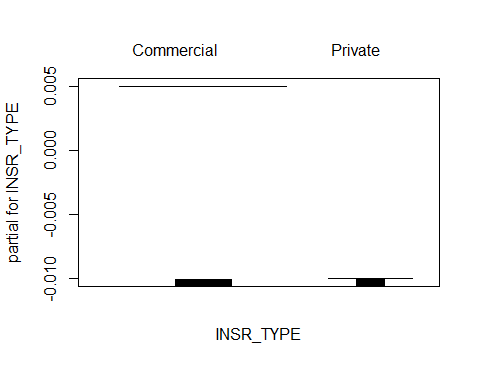 Commercial Private
0.005
0.000
-0.005
-0.010
partial for INSR_TYPE
INSR_TYPE